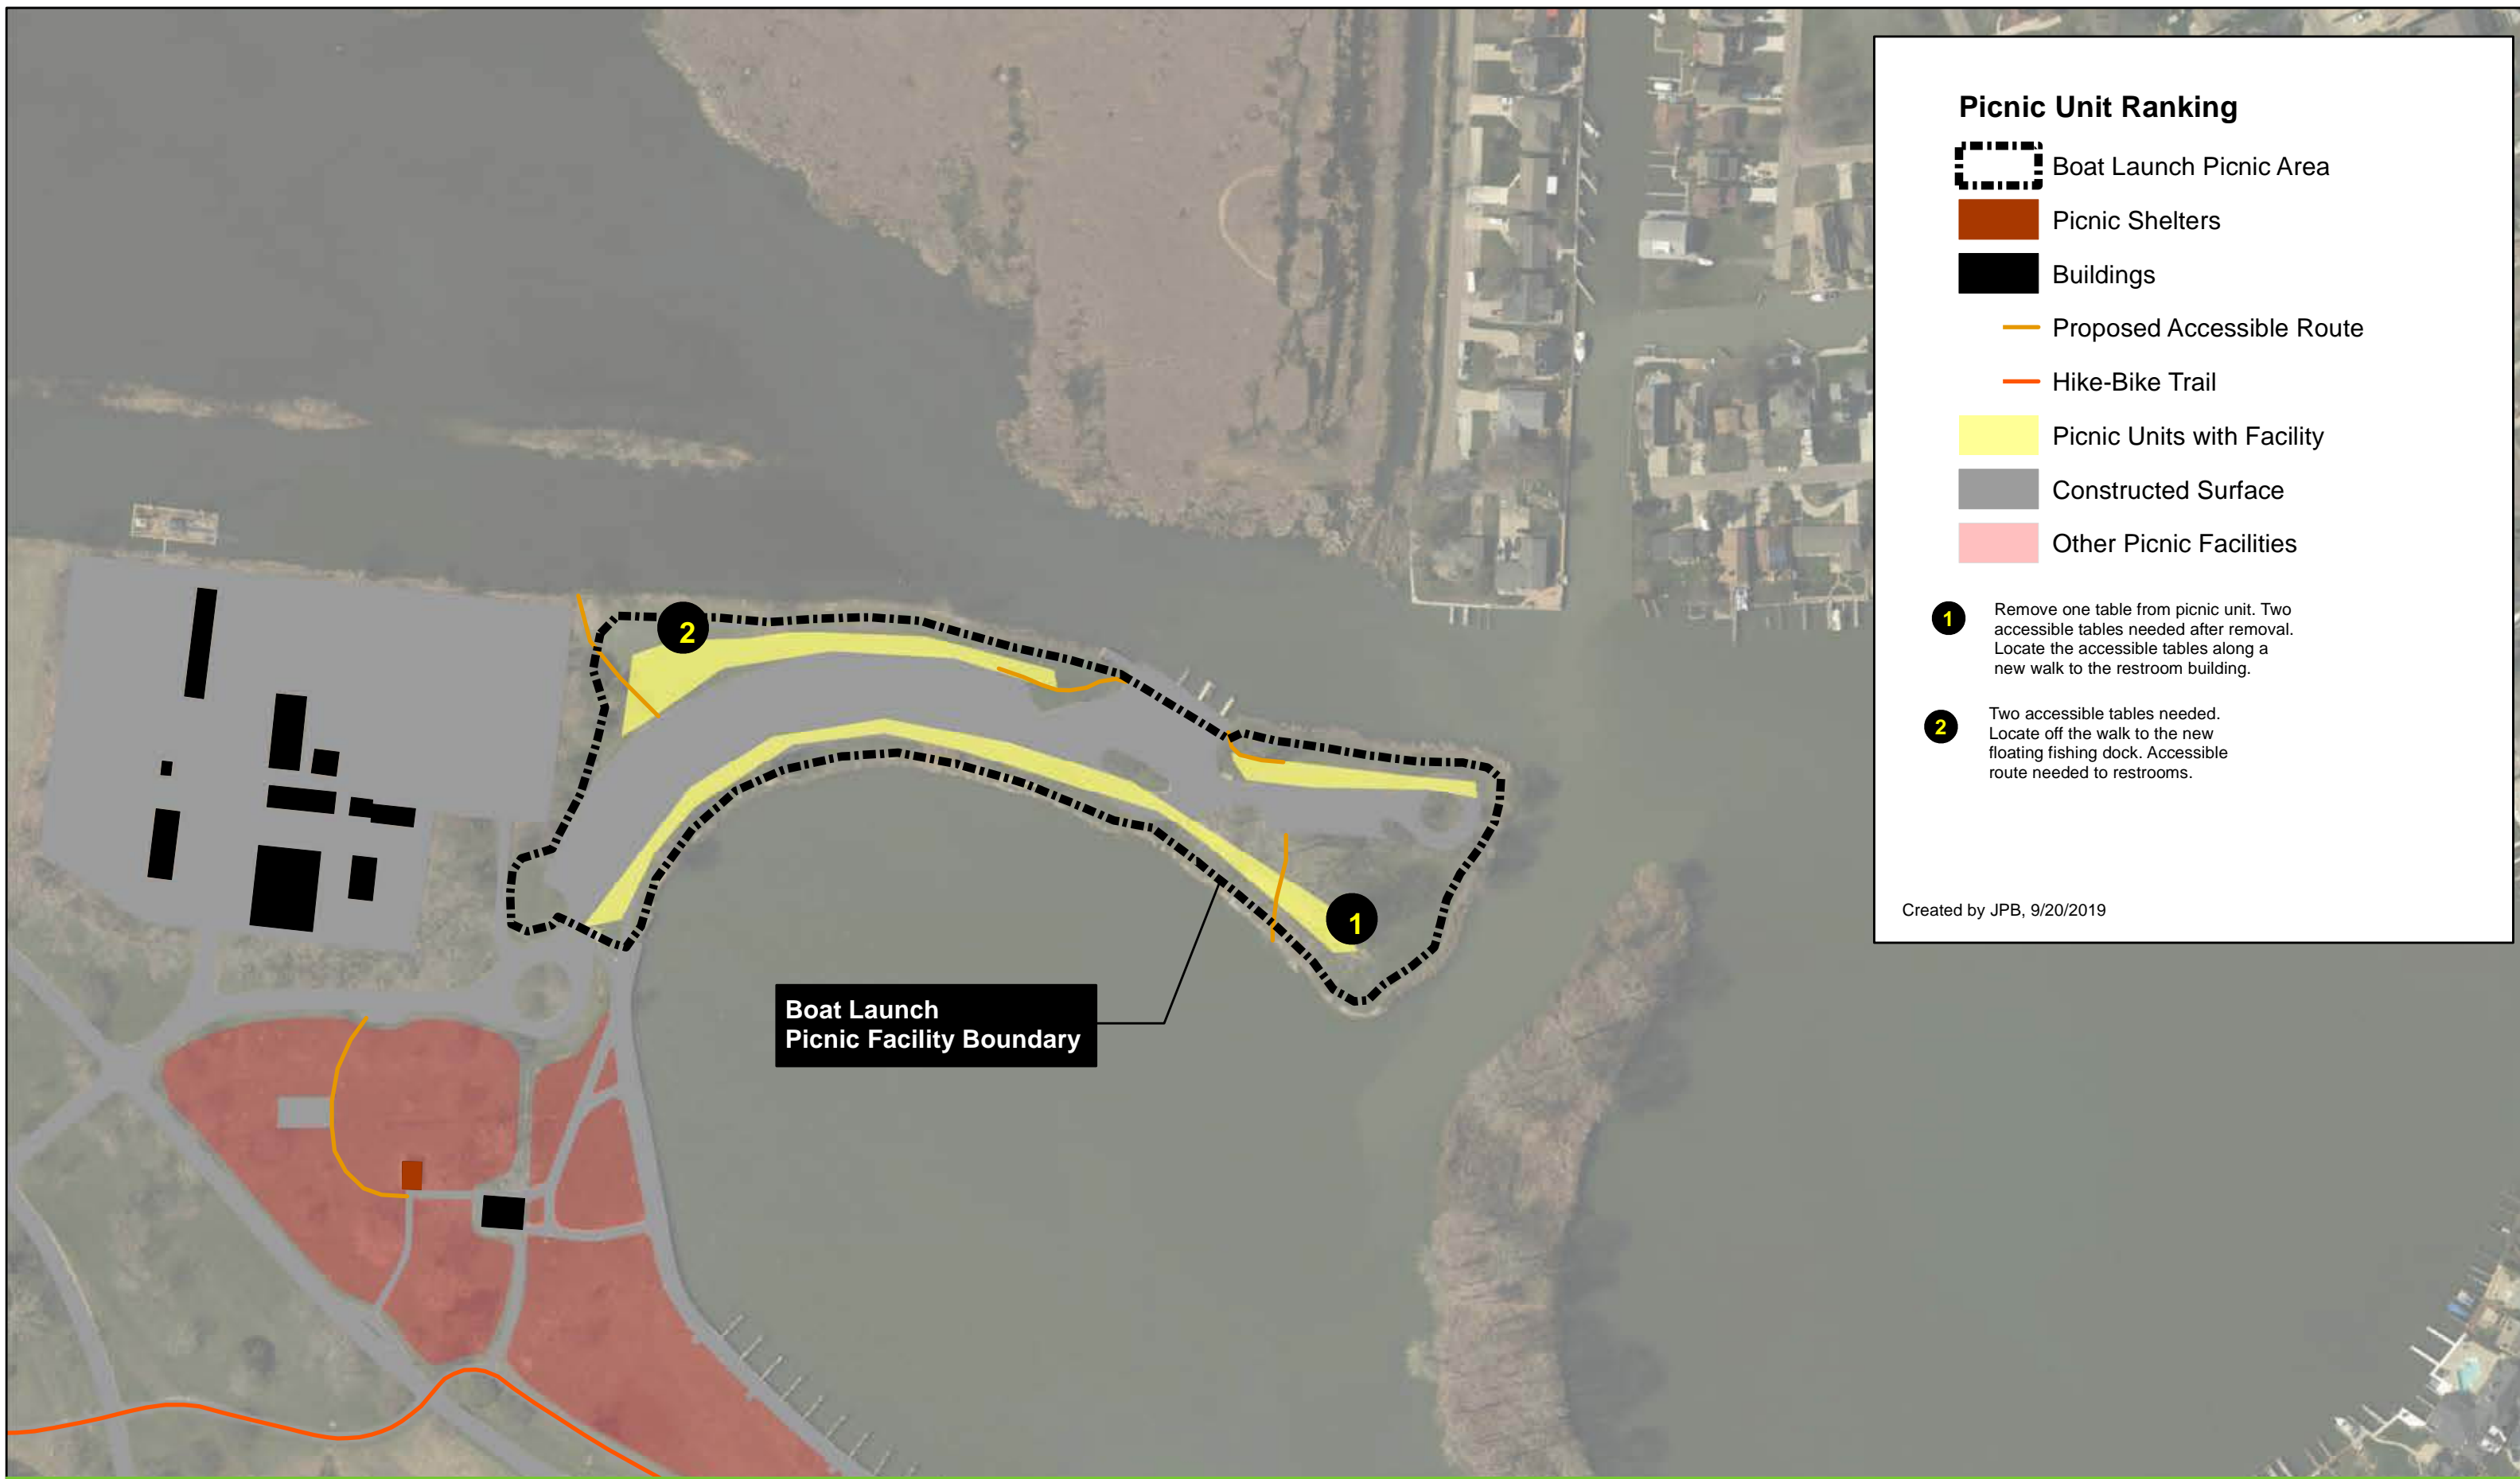 Picnic Unit Ranking
Boat Launch Picnic Area
Picnic Shelters
Buildings
Proposed Accessible Route
Hike-Bike Trail
Picnic Units with Facility
Constructed Surface
Other Picnic Facilities
1
Remove one table from picnic unit. Two
accessible tables needed after removal.
Locate the accessible tables along a
new walk to the restroom building.
2
Two accessible tables needed.
Locate off the walk to the new
floating fishing dock. Accessible
route needed to restrooms.
Created by JPB, 9/20/2019
2
1
Boat Launch
Picnic Facility Boundary